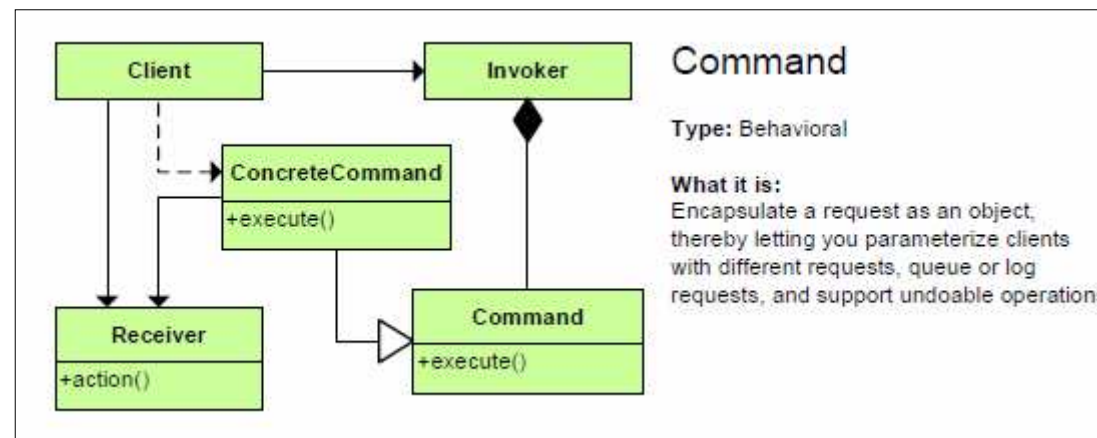 Client
Invoker
ConcreteCommand
+execute()
Receiver
+action()
Command
+execute()
Command
Type: Behavioral
What it is:
Encapsulate a request as an object,
thereby letting you parameterize clients
with different requests, queue or log
requests, and support undoable operation